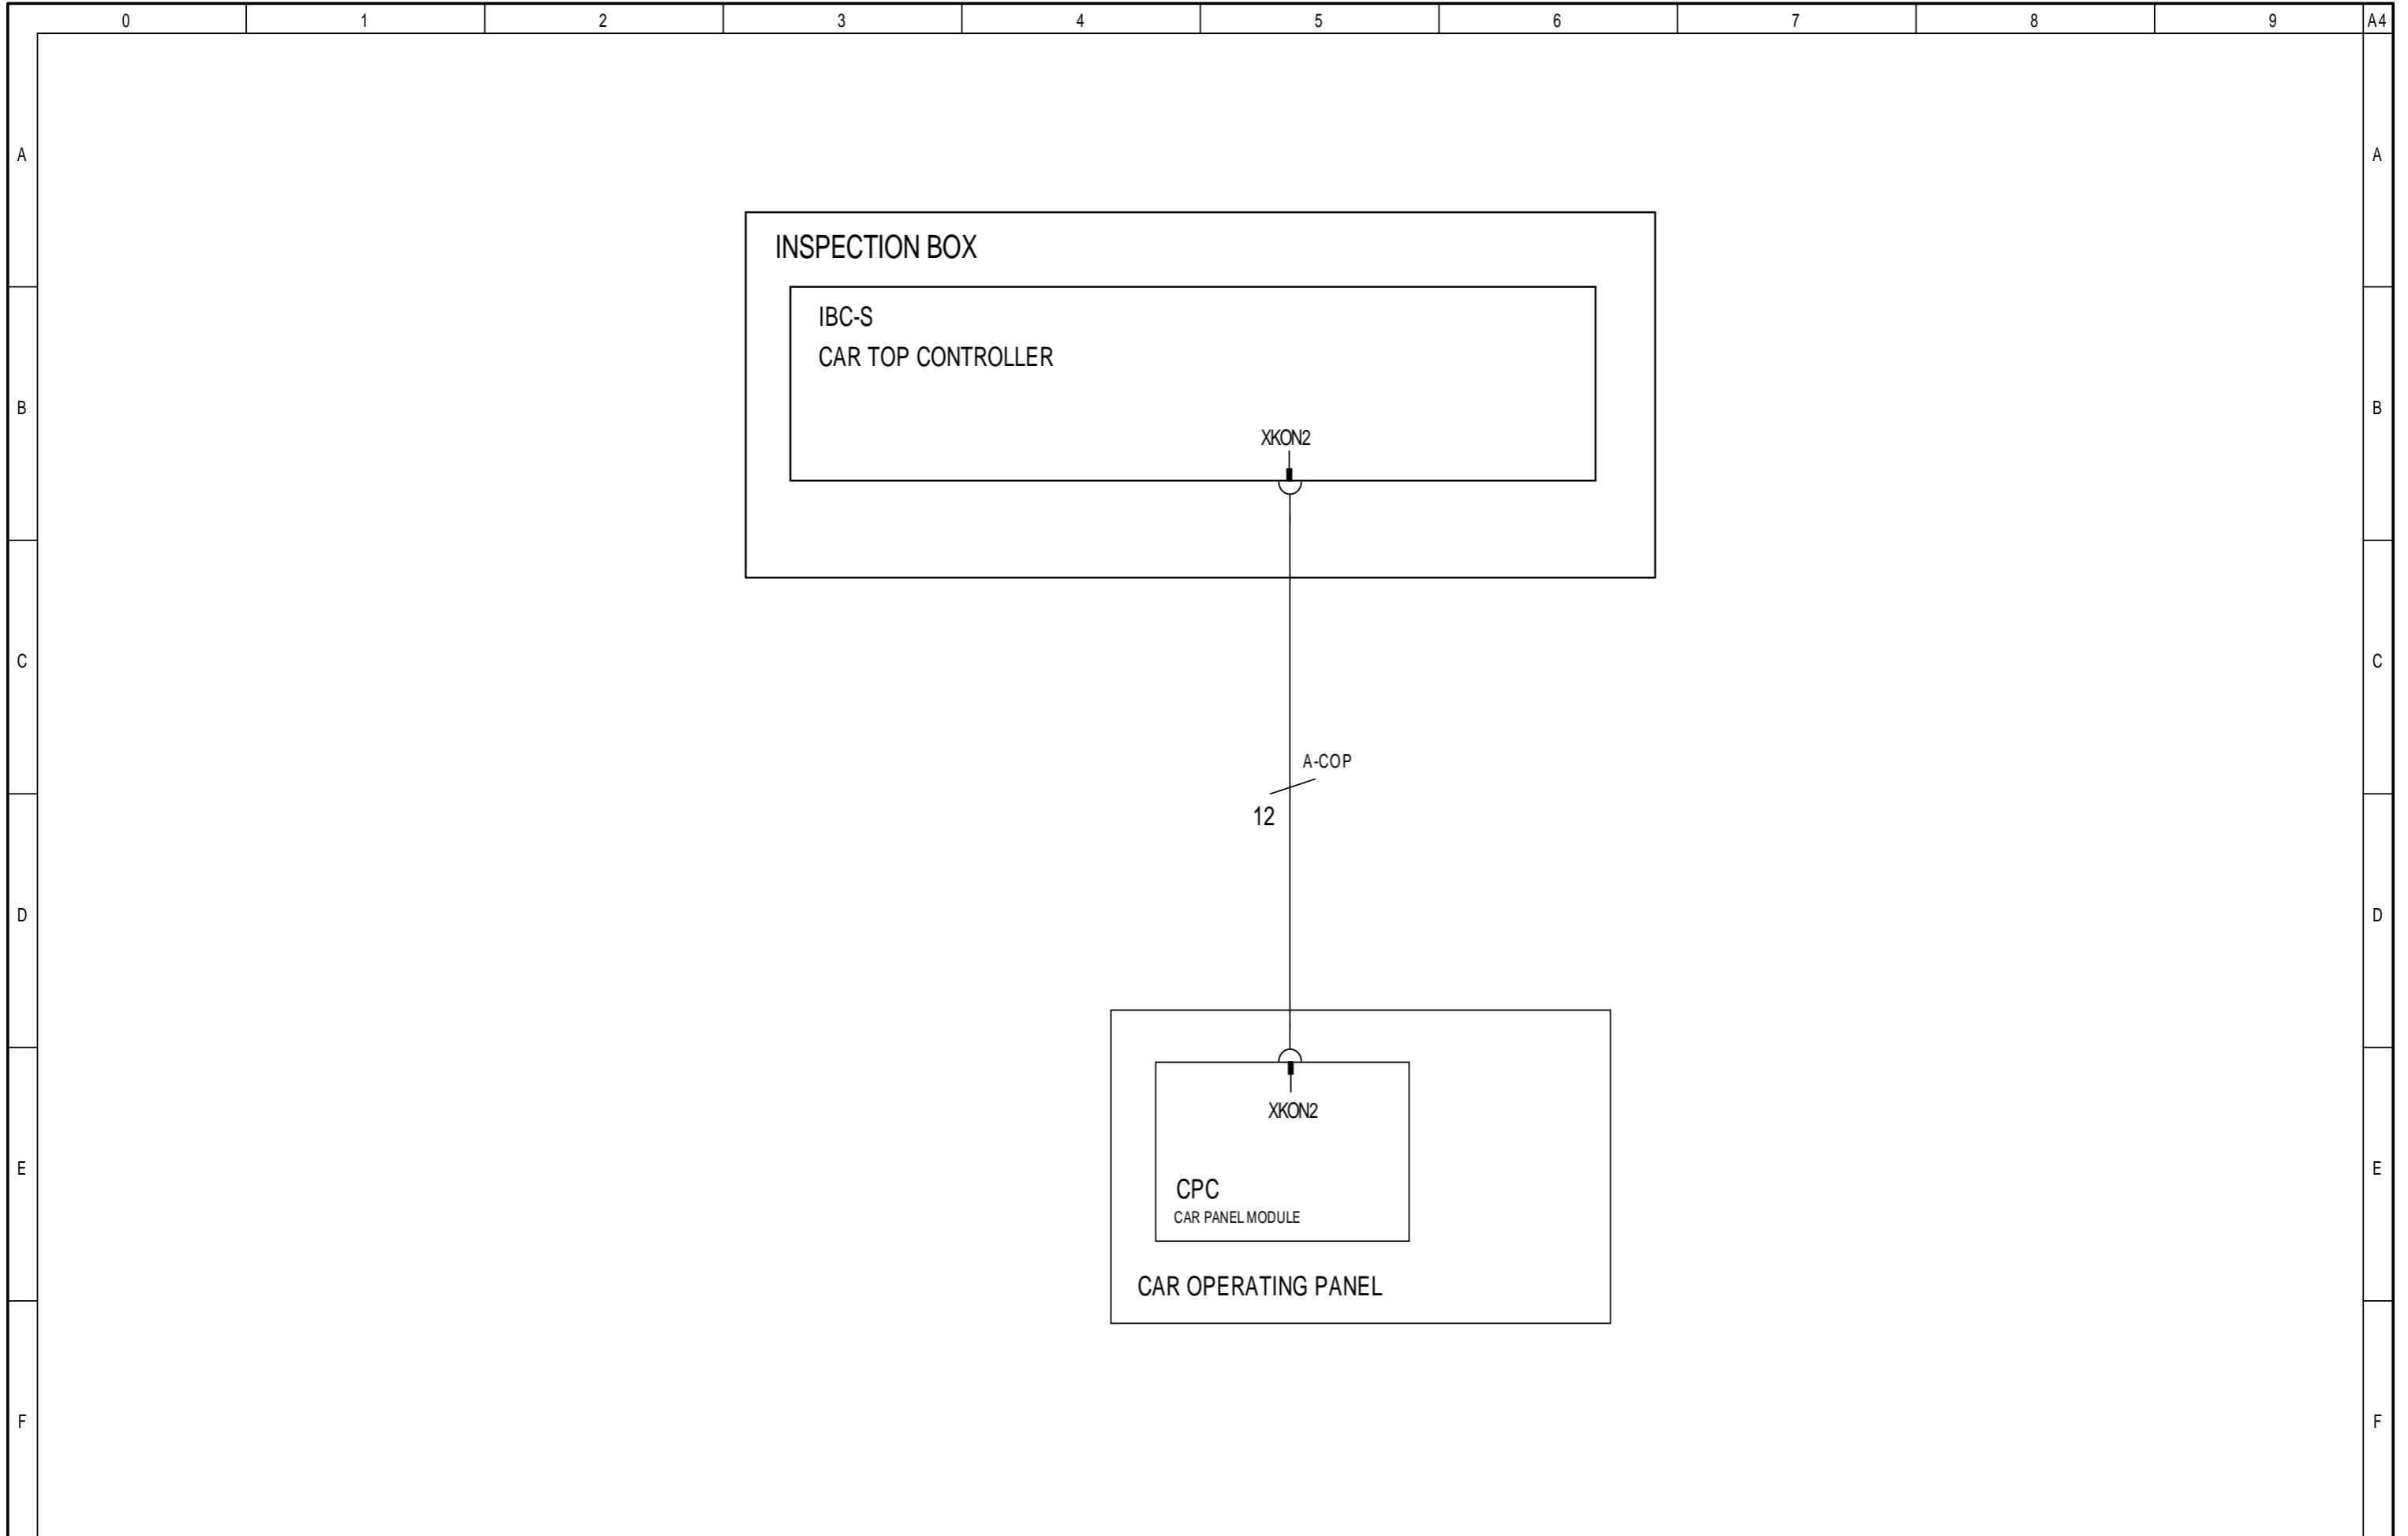 0 1 2 3 4 5 6 7 8 9 A4
A A
INSPECTION BOX
IBC-S
CAR TOP CONTROLLER
B B
XKON2
C C
A-COP
12
D D
XKON2
E E
CPC
CAR PANEL MODULE
CAR OPERATING PANEL
F F